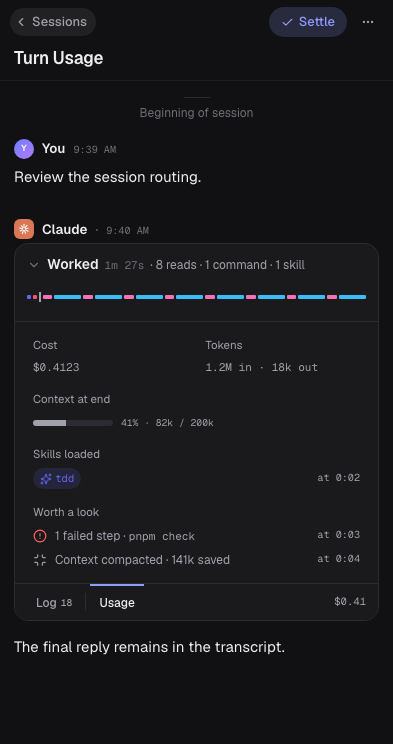 Sessions
Settle
Turn Usage
Beginning of session
Y You 9:39 AM
Review the session routing.
Claude · 9:40 AM
Worked 1m 27s · 8 reads · 1 command · 1 skill
Cost Tokens
$0.4123 1.2M in · 18k out
Context at end
41% · 82k / 200k
Skills loaded
tdd at 0:02
Worth a look
1 failed step · pnpm check at 0:03
Context compacted · 141k saved at 0:04
Log 18 Usage $0.41
The final reply remains in the transcript.